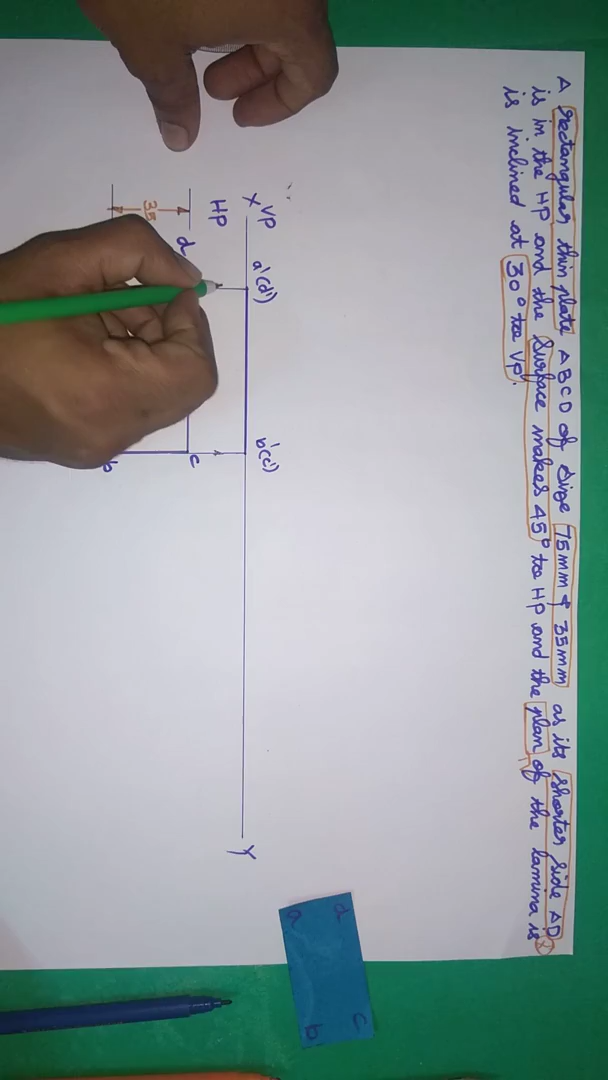 A rectangular thin plate ABCD of size 75mm & 35mm, as its shorter side AD
is in the HP and the surface makes 45° to HP and the plan of the lamina is
is inclined at 30° to VP.
X VP
HP
a'(d')
b'(c')
Y
35
d
c
b
d
c
a
b